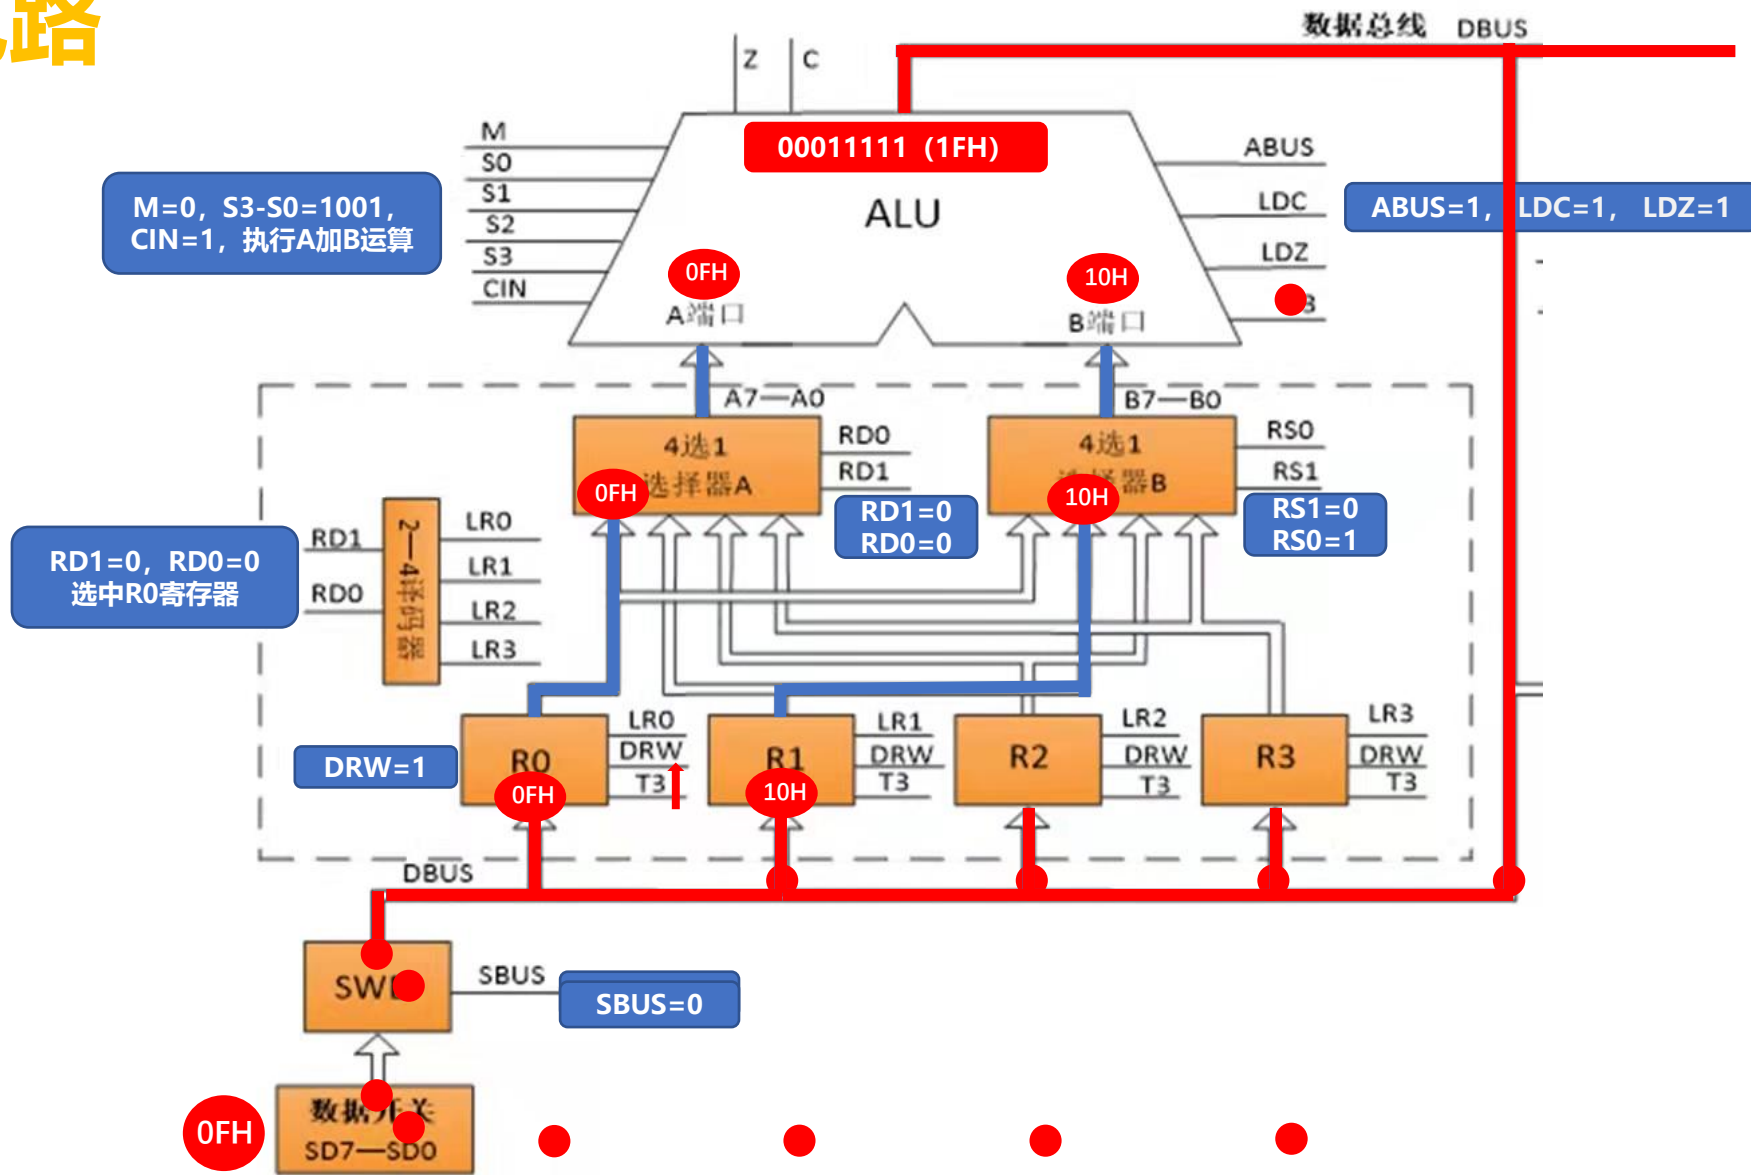 路
数据总线 DBUS
Z
C
00011111（1FH）
M
S0
S1
S2
S3
CIN
M=0，S3-S0=1001，
CIN=1，执行A加B运算
ALU
ABUS
LDC
LDZ
ABUS=1， LDC=1， LDZ=1
0FH
A端口
10H
B端口
A7—A0
B7—B0
4选1
选择器A
0FH
RD0
RD1
RD1=0
RD0=0
4选1
器B
10H
RS0
RS1
RS1=0
RS0=1
RD1=0，RD0=0
选中R0寄存器
RD1
RD0
2—4译码器
LR0
LR1
LR2
LR3
DRW=1
R0
0FH
LR0
DRW
T3
R1
10H
LR1
DRW
T3
R2
LR2
DRW
T3
R3
LR3
DRW
T3
DBUS
SW
SBUS
SBUS=0
0FH
数据开关
SD7—SD0